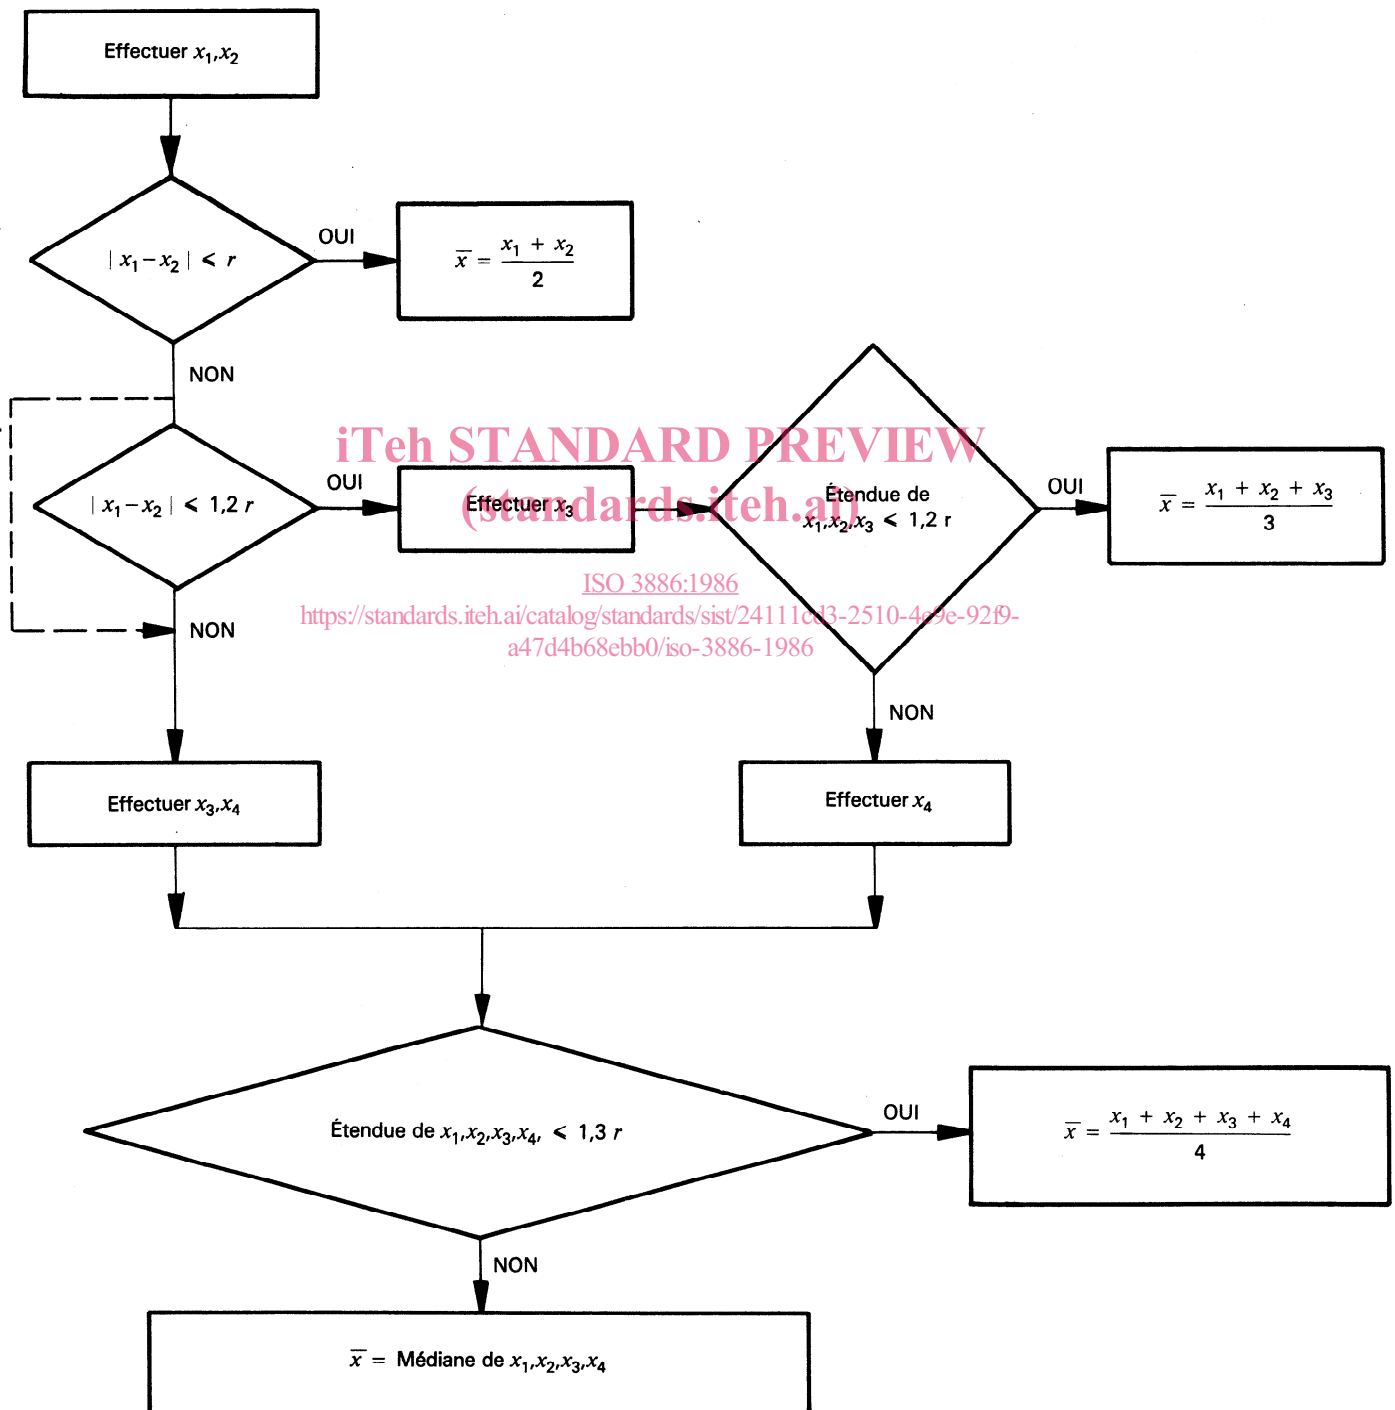 Effectuer x₁,x₂
| x₁ – x₂ | < r
OUI
x̅ = (x₁ + x₂) / 2
NON
| x₁ – x₂ | ⩽ 1,2 r
OUI
Effectuer x₃
Étendue de
x₁,x₂,x₃ ⩽ 1,2 r
OUI
x̅ = (x₁ + x₂ + x₃) / 3
iTeh STANDARD PREVIEW
(standards.iteh.ai)
ISO 3886:1986
https://standards.iteh.ai/catalog/standards/sist/24111cd3-2510-4e9e-92f9-
a47d4b68ebb0/iso-3886-1986
NON
NON
Effectuer x₃,x₄
Effectuer x₄
Étendue de x₁,x₂,x₃,x₄, ⩽ 1,3 r
OUI
x̅ = (x₁ + x₂ + x₃ + x₄) / 4
NON
x̅ = Médiane de x₁,x₂,x₃,x₄